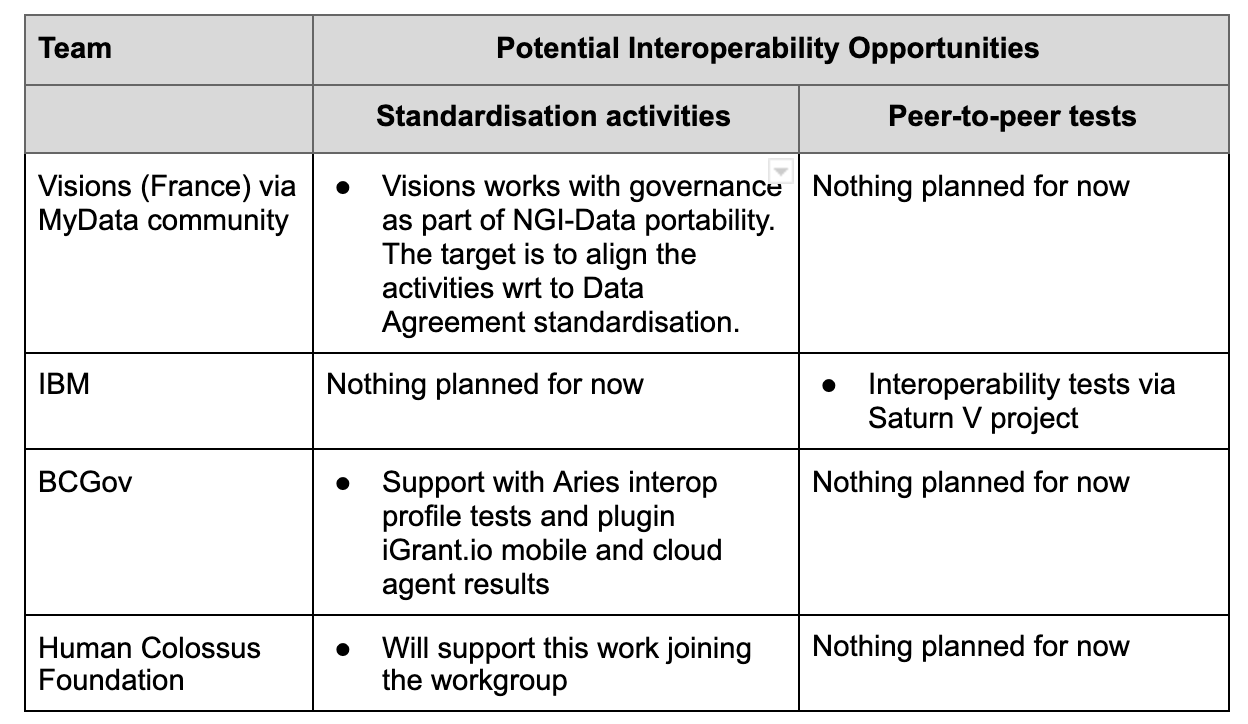 Team
Potential Interoperability Opportunities
Standardisation activities
Peer-to-peer tests
Visions (France) via
MyData community
● Visions works with governance
as part of NGI-Data portability.
The target is to align the
activities wrt to Data
Agreement standardisation.
Nothing planned for now
IBM
Nothing planned for now
● Interoperability tests via
Saturn V project
BCGov
● Support with Aries interop
profile tests and plugin
iGrant.io mobile and cloud
agent results
Nothing planned for now
Human Colossus
Foundation
● Will support this work joining
the workgroup
Nothing planned for now